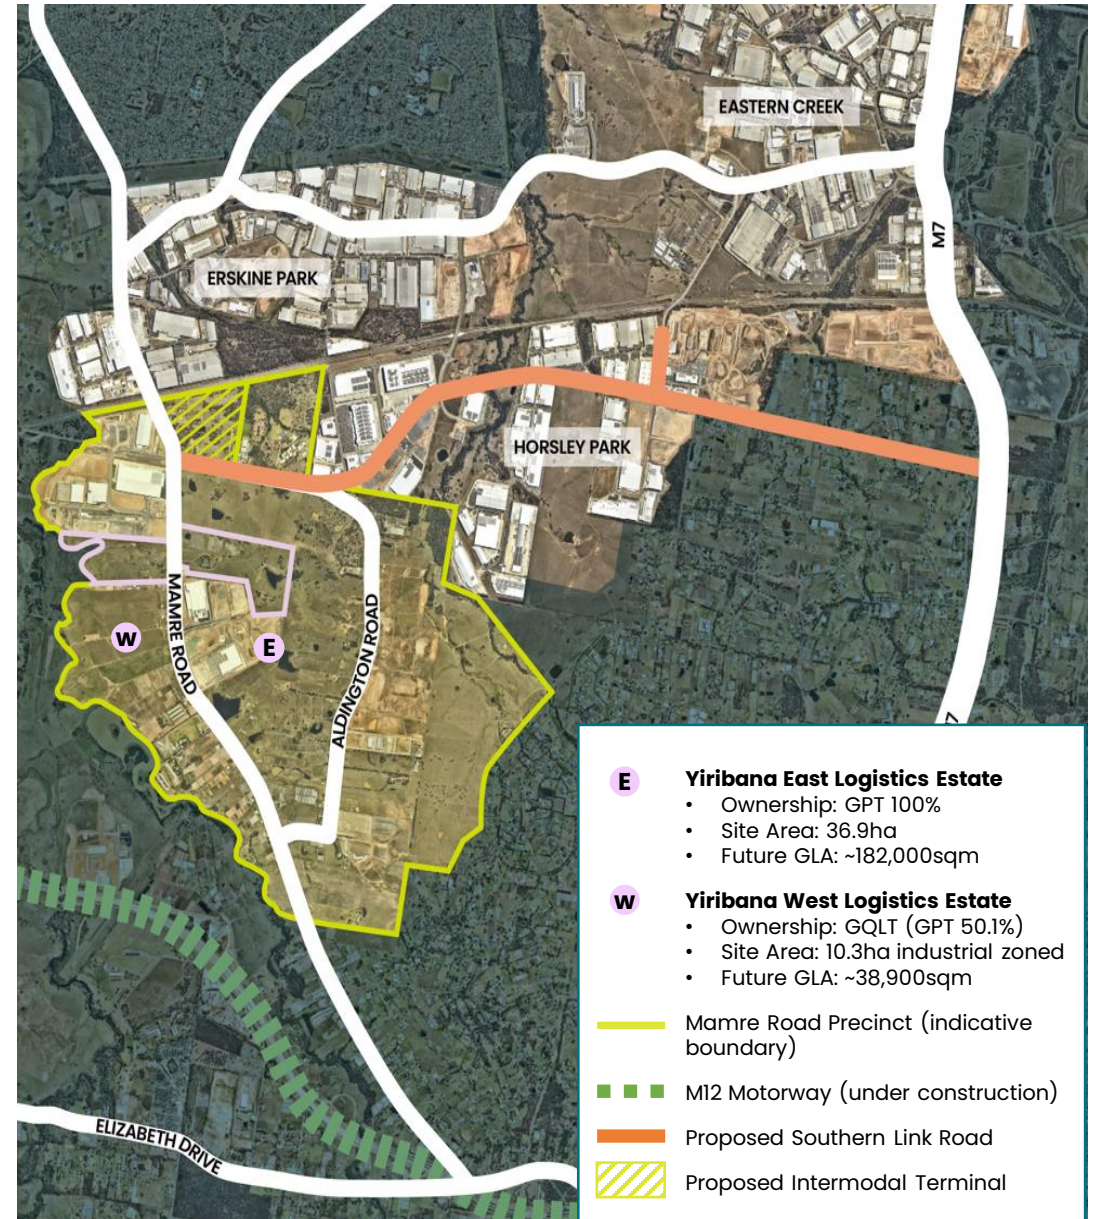 EASTERN CREEK
M7
ERSKINE PARK
HORSLEY PARK
MAMRE ROAD
ALDINGTON ROAD
W
E
7
ELIZABETH DRIVE
E
Yiribana East Logistics Estate
• Ownership: GPT 100%
• Site Area: 36.9ha
• Future GLA: ~182,000sqm
W
Yiribana West Logistics Estate
• Ownership: GQLT (GPT 50.1%)
• Site Area: 10.3ha industrial zoned
• Future GLA: ~38,900sqm
Mamre Road Precinct (indicative
boundary)
M12 Motorway (under construction)
Proposed Southern Link Road
Proposed Intermodal Terminal